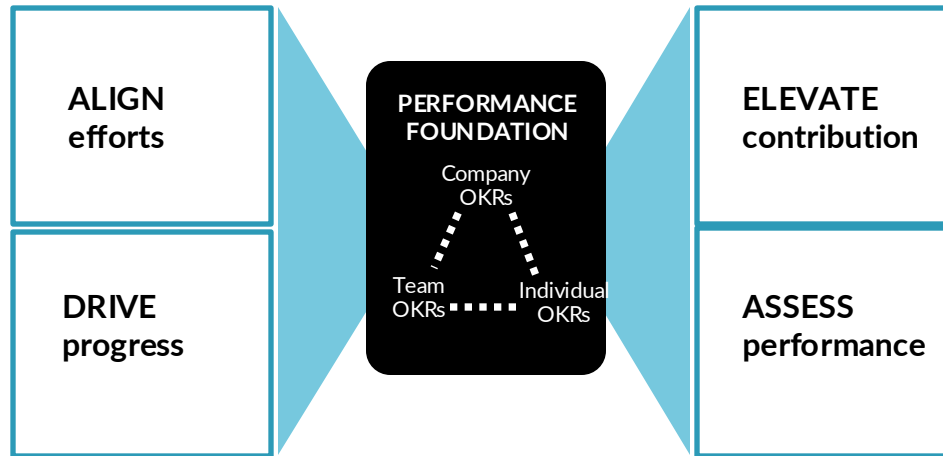 ALIGN
efforts
DRIVE
progress
PERFORMANCE
FOUNDATION
Company
OKRs
Team
OKRs
Individual
OKRs
ELEVATE
contribution
ASSESS
performance